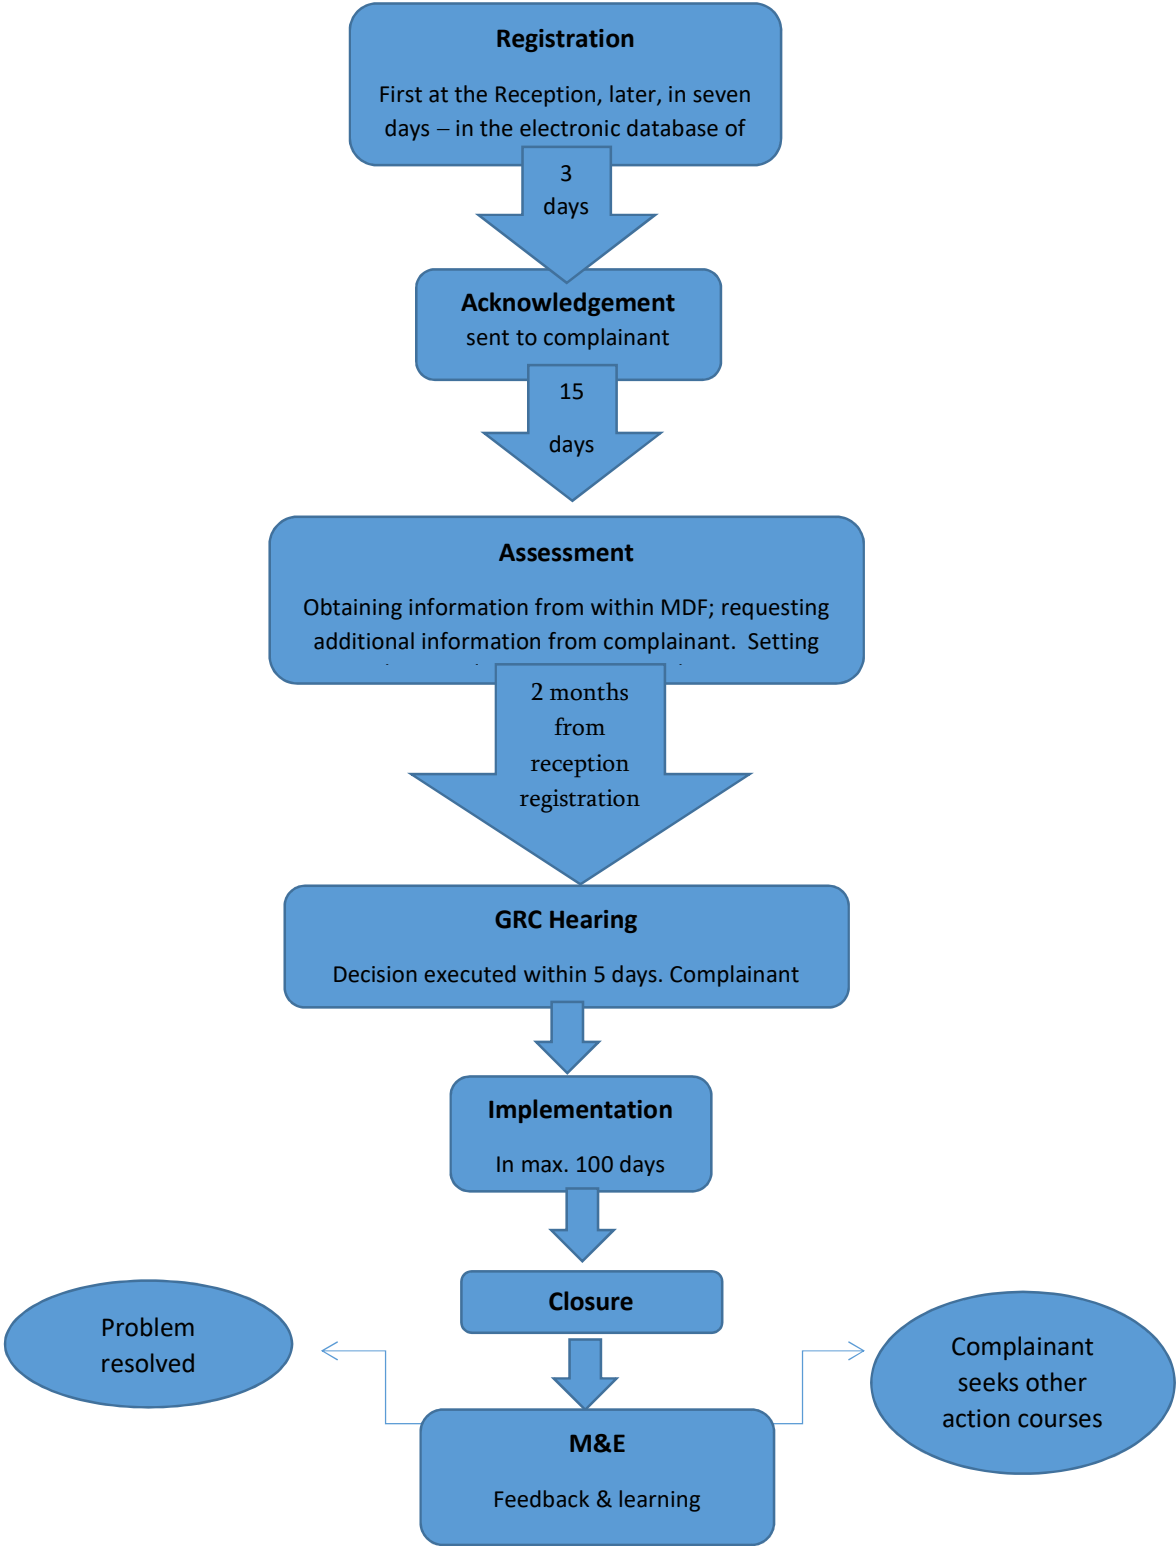 Registration
First at the Reception, later, in seven
days – in the electronic database of
3
days
Acknowledgement
sent to complainant
15
days
Assessment
Obtaining information from within MDF; requesting
additional information from complainant.  Setting
2 months
from
reception
registration
GRC Hearing
Decision executed within 5 days. Complainant
Implementation
In max. 100 days
Closure
Problem
resolved
Complainant
seeks other
action courses
M&E
Feedback & learning